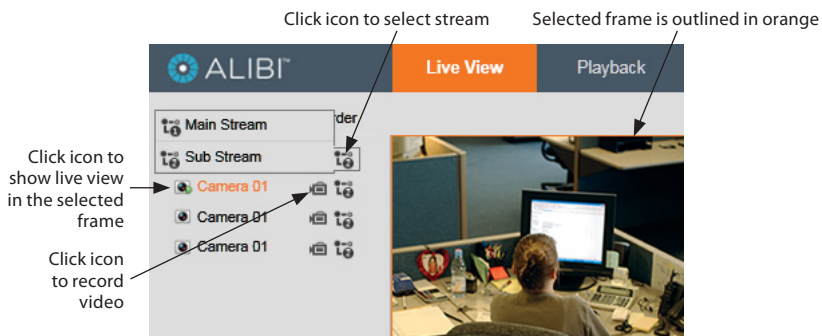 Click icon to select stream
Selected frame is outlined in orange
ALIBI™
Live View
Playback
Main Stream
rder
Sub Stream
Click icon to
show live view
in the selected
frame
Camera 01
Camera 01
Camera 01
Click icon
to record
video